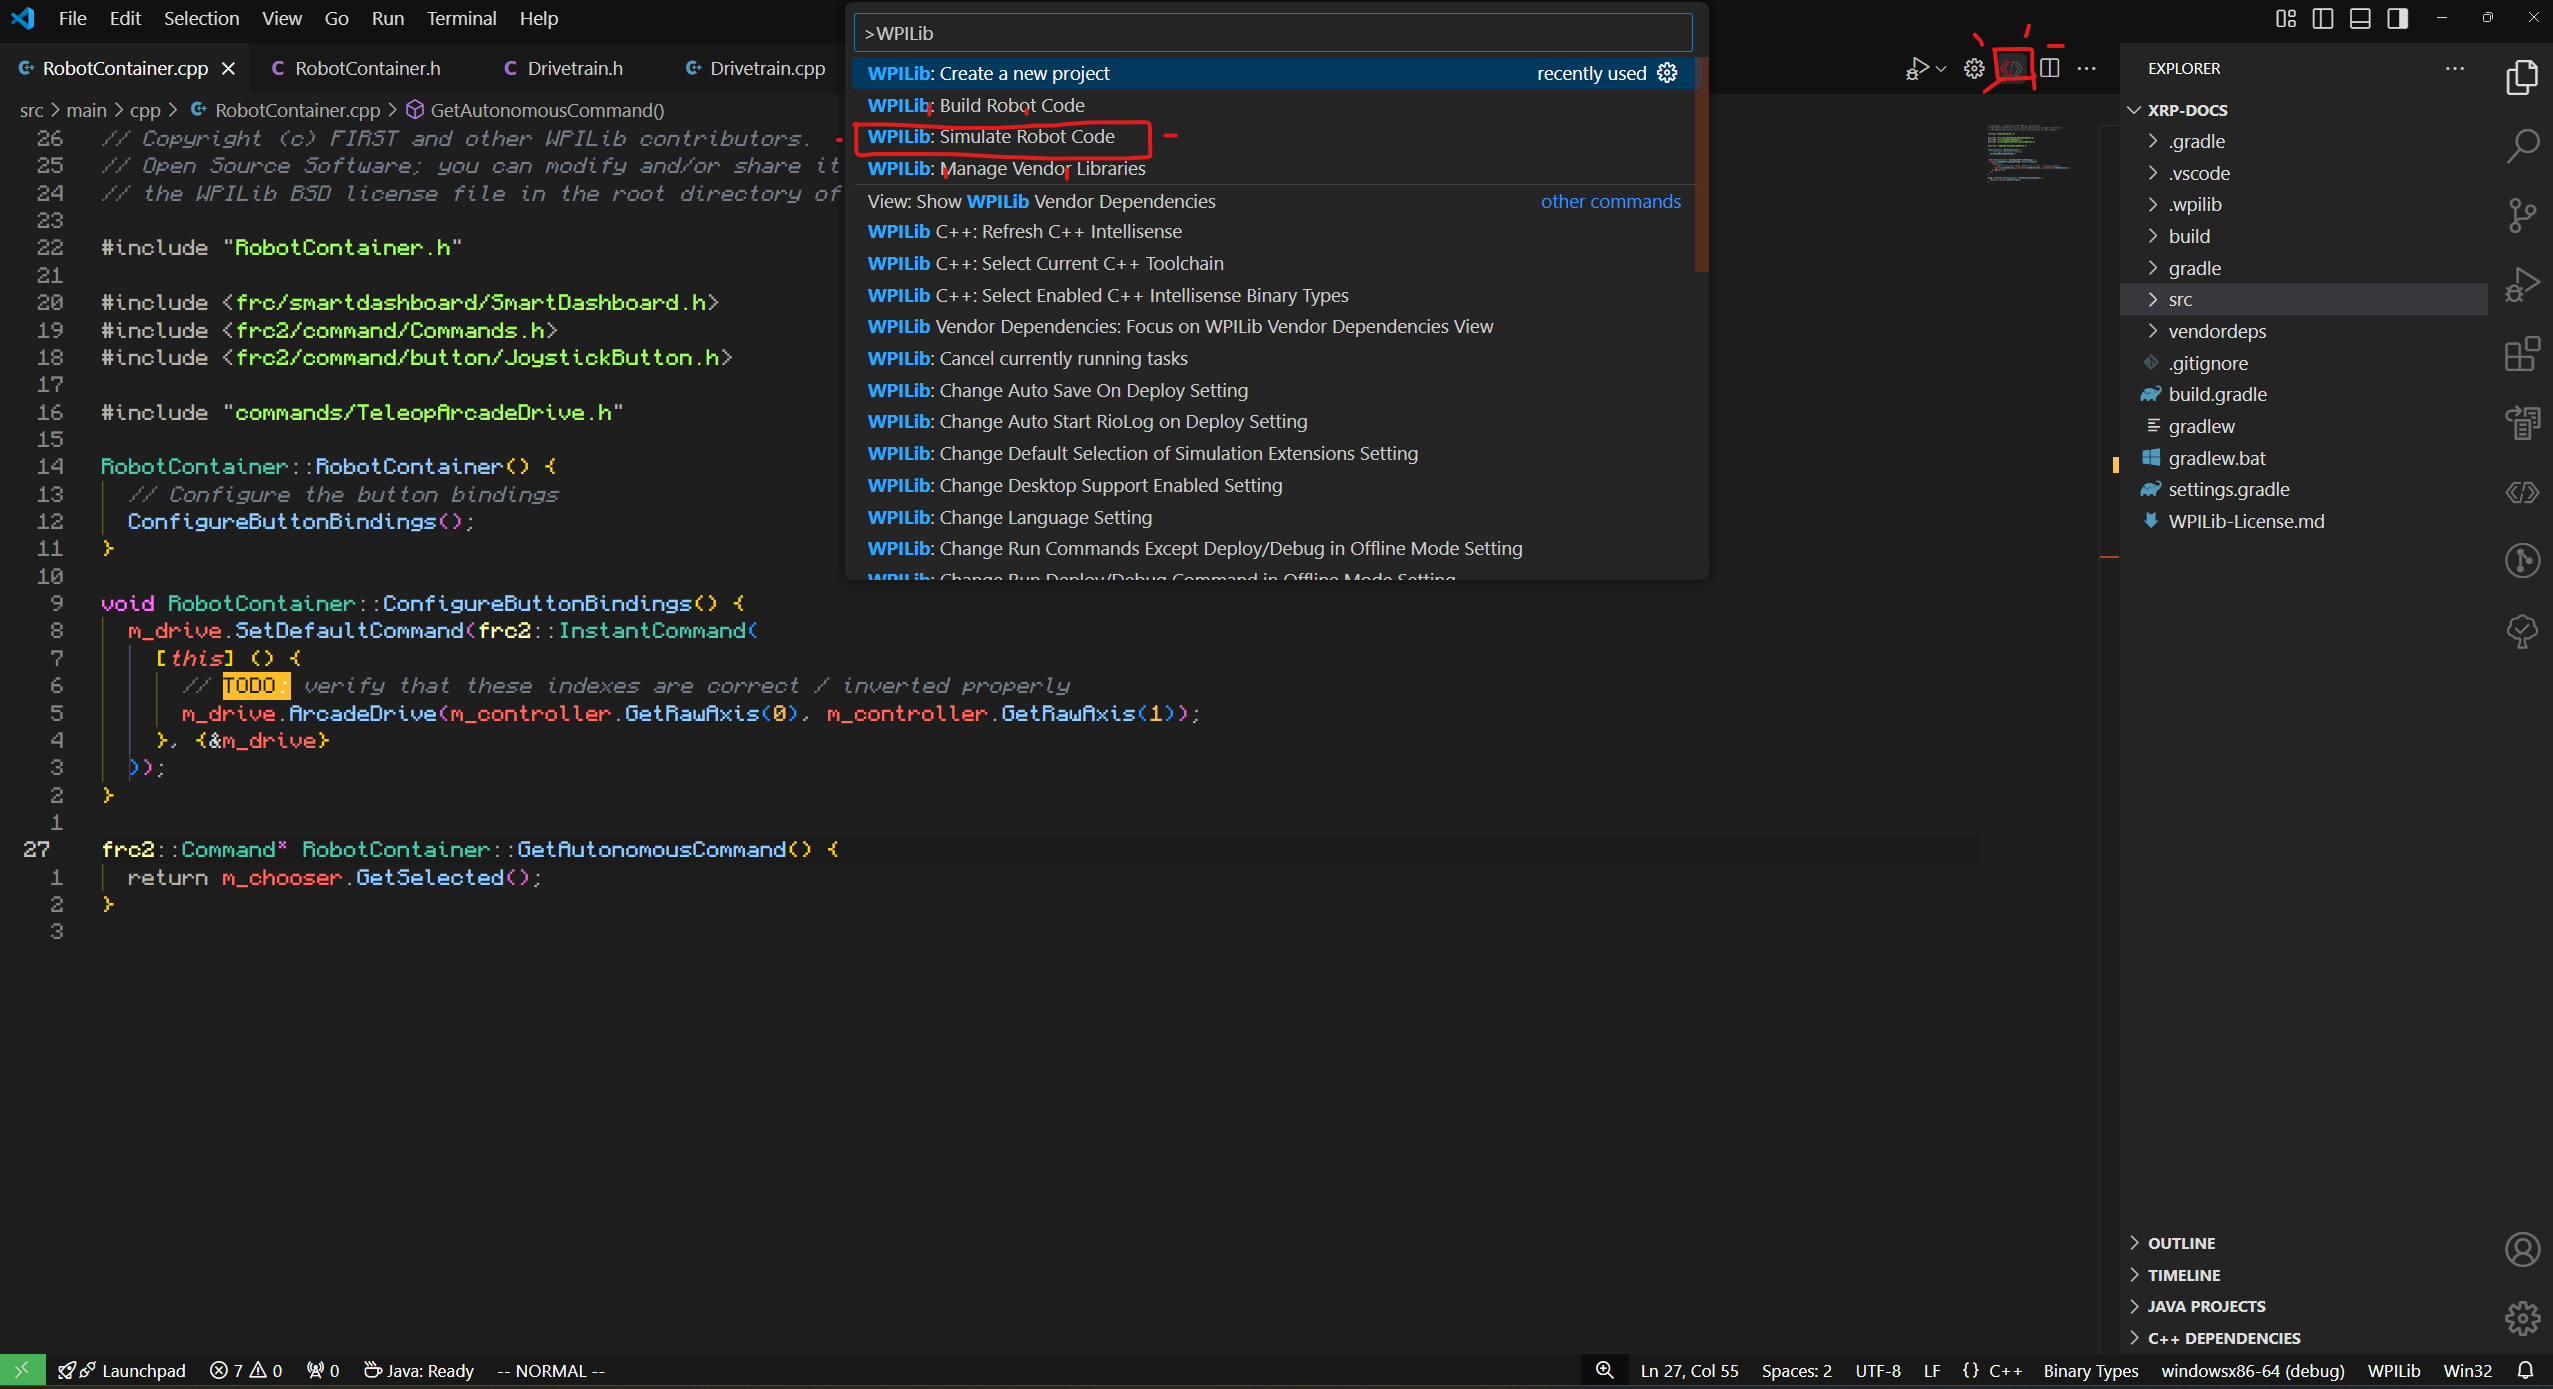 File Edit Selection View Go Run Terminal Help
>WPILib
RobotContainer.cpp RobotContainer.h Drivetrain.h Drivetrain.cpp
src > main > cpp > RobotContainer.cpp > GetAutonomousCommand()
26 // Copyright (c) FIRST and other WPILib contributors.
25 // Open Source Software; you can modify and/or share it
24 // the WPILib BSD license file in the root directory of
23
22 #include "RobotContainer.h"
21
20 #include <frc/smartdashboard/SmartDashboard.h>
19 #include <frc2/command/Commands.h>
18 #include <frc2/command/button/JoystickButton.h>
17
16 #include "commands/TeleopArcadeDrive.h"
15
14 RobotContainer::RobotContainer() {
13 // Configure the button bindings
12 ConfigureButtonBindings();
11 }
10
9 void RobotContainer::ConfigureButtonBindings() {
8 m_drive.SetDefaultCommand(frc2::InstantCommand(
7 [this] () {
6 // TODO: verify that these indexes are correct / inverted properly
5 m_drive.ArcadeDrive(m_controller.GetRawAxis(0), m_controller.GetRawAxis(1));
4 }, {&m_drive}
3 ));
2 }
1
27 frc2::Command* RobotContainer::GetAutonomousCommand() {
1 return m_chooser.GetSelected();
2 }
3
WPILib: Create a new project recently used
WPILib: Build Robot Code
WPILib: Simulate Robot Code
WPILib: Manage Vendor Libraries
View: Show WPILib Vendor Dependencies other commands
WPILib C++: Refresh C++ Intellisense
WPILib C++: Select Current C++ Toolchain
WPILib C++: Select Enabled C++ Intellisense Binary Types
WPILib Vendor Dependencies: Focus on WPILib Vendor Dependencies View
WPILib: Cancel currently running tasks
WPILib: Change Auto Save On Deploy Setting
WPILib: Change Auto Start RioLog on Deploy Setting
WPILib: Change Default Selection of Simulation Extensions Setting
WPILib: Change Desktop Support Enabled Setting
WPILib: Change Language Setting
WPILib: Change Run Commands Except Deploy/Debug in Offline Mode Setting
WPILib: Change Run Deploy/Debug Command in Offline Mode Setting
EXPLORER
XRP-DOCS
.gradle
.vscode
.wpilib
build
gradle
src
vendordeps
.gitignore
build.gradle
gradlew
gradlew.bat
settings.gradle
WPILib-License.md
OUTLINE
TIMELINE
JAVA PROJECTS
C++ DEPENDENCIES
Launchpad 7 0 0 Java: Ready -- NORMAL -- Ln 27, Col 55 Spaces: 2 UTF-8 LF {} C++ Binary Types windowsx86-64 (debug) WPILib Win32